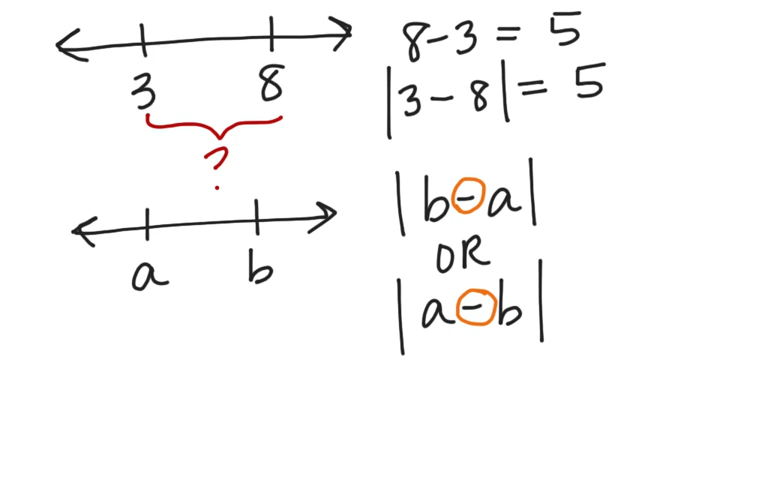 3 8
?
a b
8-3 = 5
|3-8| = 5
|b-a|
OR
|a-b|